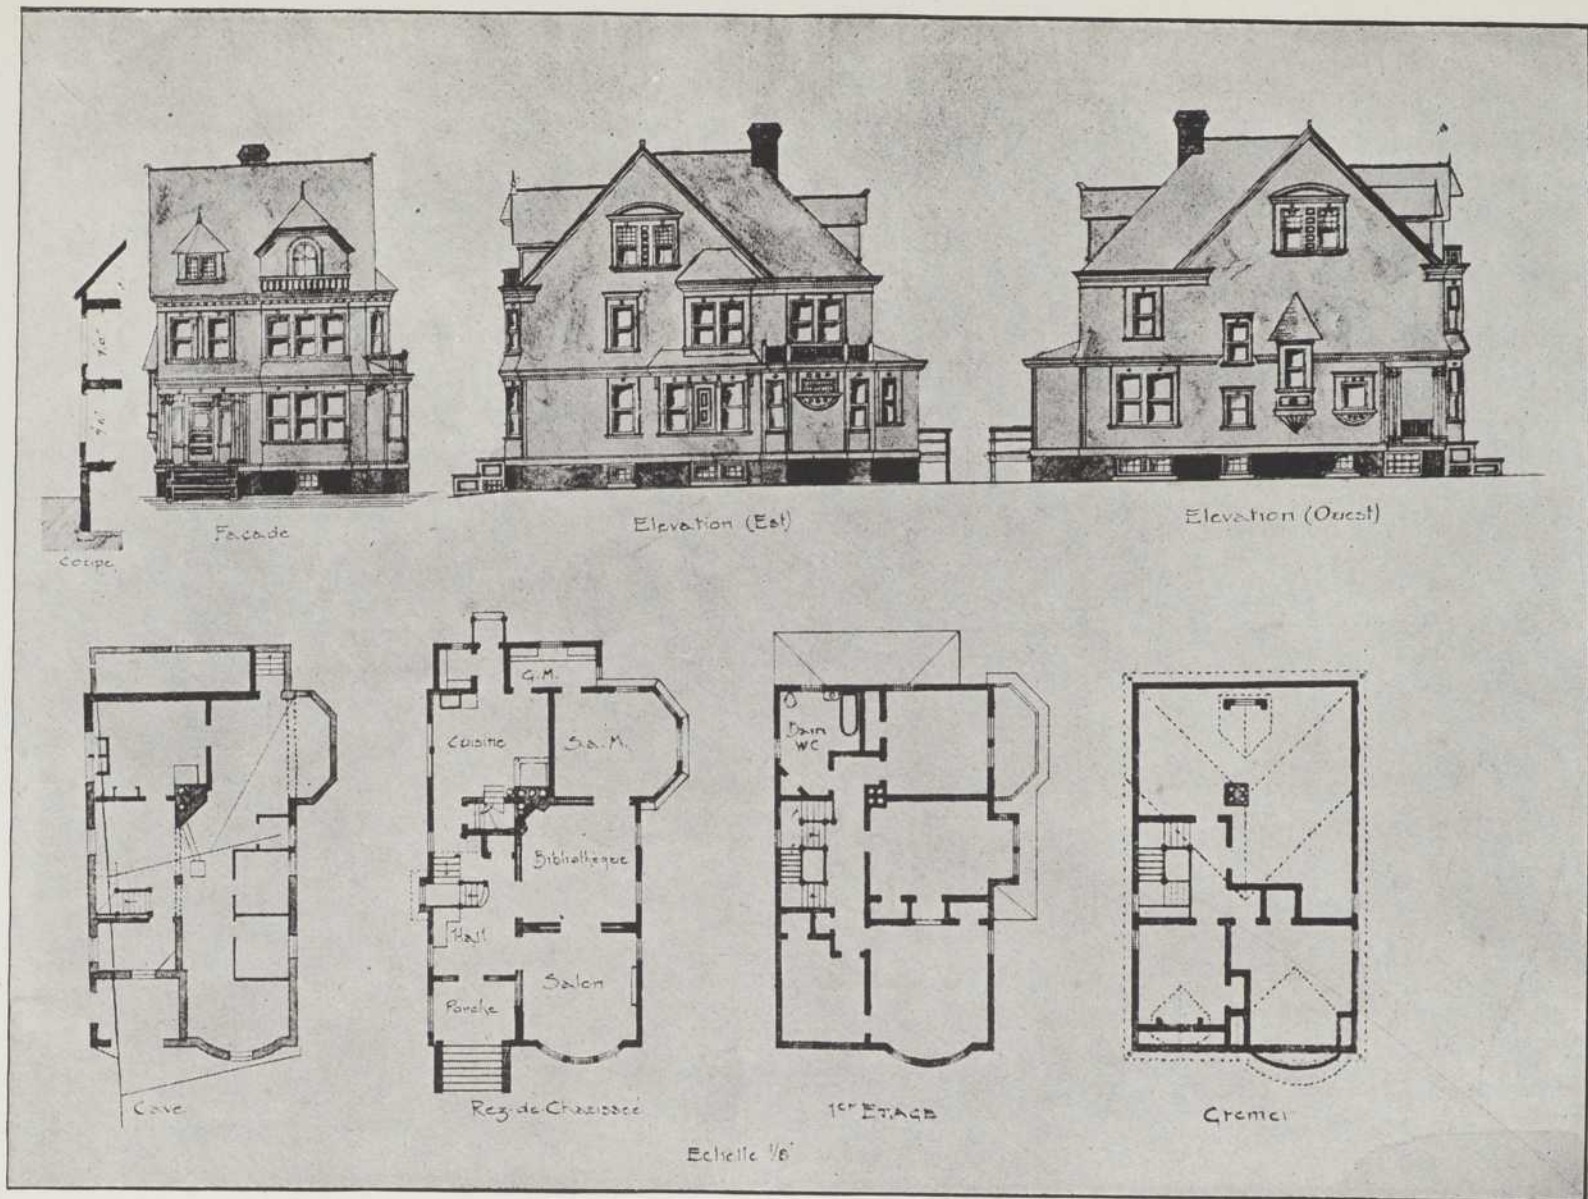 Façade
Elevation (Est)
Elevation (Ouest)
Coupe
G.M.
Cuisine
S.a.M.
Bibliothèque
Hall
Salon
Porche
Bain
WC
Cave
Rez-de-Chaussée
1er ETAGE
Grenier
Echelle 1/8"